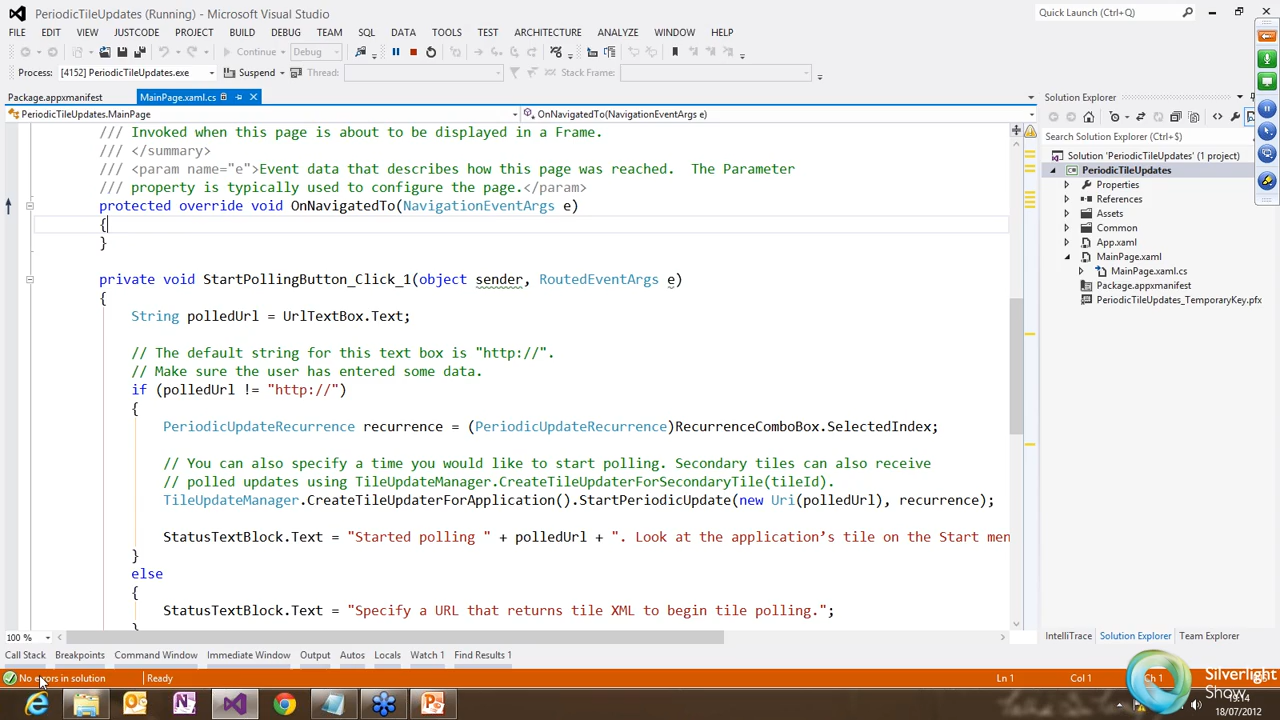 PeriodicTileUpdates (Running) - Microsoft Visual Studio
Quick Launch (Ctrl+Q)
FILE EDIT VIEW JUSTCODE PROJECT BUILD DEBUG TEAM SQL DATA TOOLS TEST ARCHITECTURE ANALYZE WINDOW HELP
Continue Debug
Process: [4152] PeriodicTileUpdates.exe Suspend Thread: Stack Frame:
Package.appxmanifest MainPage.xaml.cs Solution Explorer
PeriodicTileUpdates.MainPage OnNavigatedTo(NavigationEventArgs e)
/// Invoked when this page is about to be displayed in a Frame.
/// </summary>
/// <param name="e">Event data that describes how this page was reached.  The Parameter
/// property is typically used to configure the page.</param>
protected override void OnNavigatedTo(NavigationEventArgs e)
{
}
private void StartPollingButton_Click_1(object sender, RoutedEventArgs e)
{
String polledUrl = UrlTextBox.Text;
// The default string for this text box is "http://".
// Make sure the user has entered some data.
if (polledUrl != "http://")
{
PeriodicUpdateRecurrence recurrence = (PeriodicUpdateRecurrence)RecurrenceComboBox.SelectedIndex;
// You can also specify a time you would like to start polling. Secondary tiles can also receive
// polled updates using TileUpdateManager.CreateTileUpdaterForSecondaryTile(tileId).
TileUpdateManager.CreateTileUpdaterForApplication().StartPeriodicUpdate(new Uri(polledUrl), recurrence);
StatusTextBlock.Text = "Started polling " + polledUrl + ". Look at the application’s tile on the Start men
}
else
{
StatusTextBlock.Text = "Specify a URL that returns tile XML to begin tile polling.";
}
Search Solution Explorer (Ctrl+$)
Solution 'PeriodicTileUpdates' (1 project)
PeriodicTileUpdates
Properties
References
Assets
Common
App.xaml
MainPage.xaml
MainPage.xaml.cs
Package.appxmanifest
PeriodicTileUpdates_TemporaryKey.pfx
100 %
IntelliTrace Solution Explorer Team Explorer
Call Stack Breakpoints Command Window Immediate Window Output Autos Locals Watch 1 Find Results 1
No errors in solution Ready Ln 1 Col 1 Ch 1
Silverlight
Show
19:14
18/07/2012